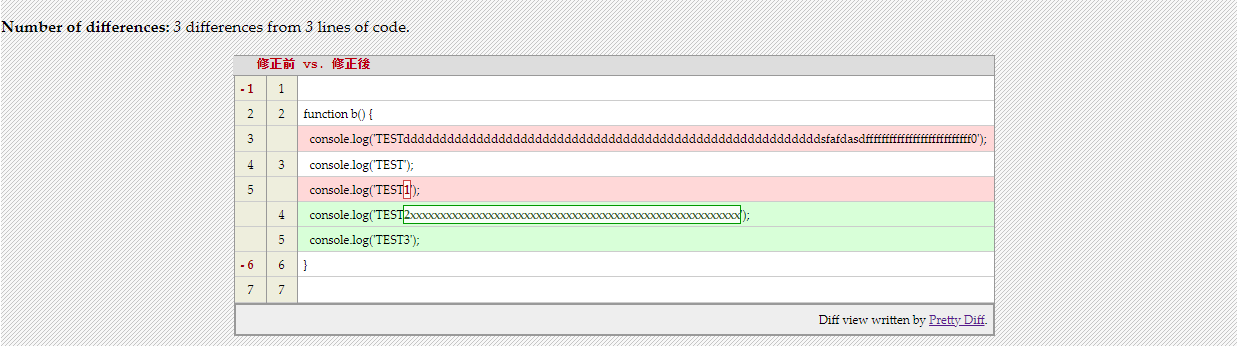 Number of differences: 3 differences from 3 lines of code.
修正前 vs. 修正後
- 1 1
2 2 function b() {
3 console.log('TESTddddddddddddddddddddddddddddddddddddddddddddddddddddddddddsfafdasdfffffffffffffffffffffffffff0');
4 3 console.log('TEST');
5 console.log('TEST1');
4 console.log('TEST2xxxxxxxxxxxxxxxxxxxxxxxxxxxxxxxxxxxxxxxxxxxxxxxxxxxxxxx');
5 console.log('TEST3');
- 6 6 }
7 7
Diff view written by Pretty Diff.